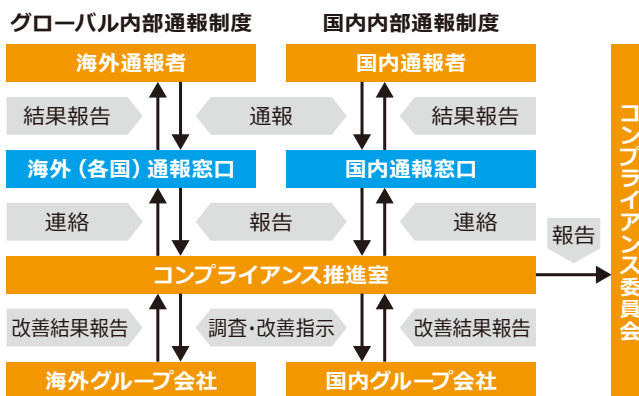 グローバル内部通報制度
国内内部通報制度
海外通報者
国内通報者
結果報告
通報
結果報告
海外（各国）通報窓口
国内通報窓口
連絡
報告
連絡
報告
コンプライアンス推進室
改善結果報告
調査・改善指示
改善結果報告
海外グループ会社
国内グループ会社
コンプライアンス委員会